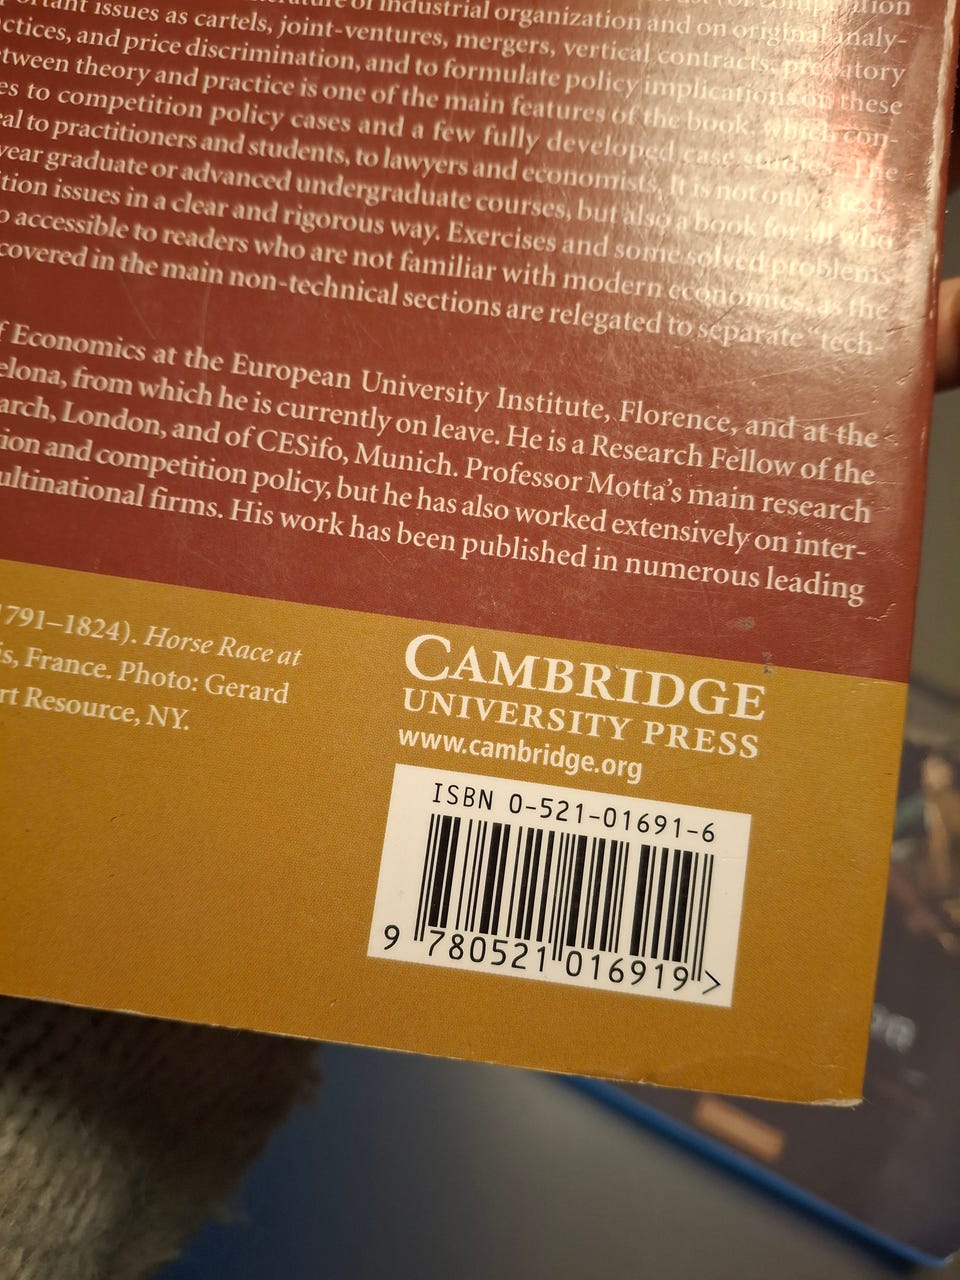 portant issues as cartels, joint-ventures, mergers, vertical contracts, predatory
ctices, and price discrimination, and to formulate policy implications on these
etween theory and practice is one of the main features of the book, which con-
es to competition policy cases and a few fully developed case studies. The
eal to practitioners and students, to lawyers and economists. It is not only a text
year graduate or advanced undergraduate courses, but also a book for all who
ition issues in a clear and rigorous way. Exercises and some solved problems
o accessible to readers who are not familiar with modern economics, as the
covered in the main non-technical sections are relegated to separate "tech-
f Economics at the European University Institute, Florence, and at the
elona, from which he is currently on leave. He is a Research Fellow of the
arch, London, and of CESifo, Munich. Professor Motta's main research
ion and competition policy, but he has also worked extensively on inter-
ultinational firms. His work has been published in numerous leading
1791–1824). Horse Race at
is, France. Photo: Gerard
rt Resource, NY.
CAMBRIDGE
UNIVERSITY PRESS
www.cambridge.org
ISBN 0-521-01691-6
9 780521 016919 >